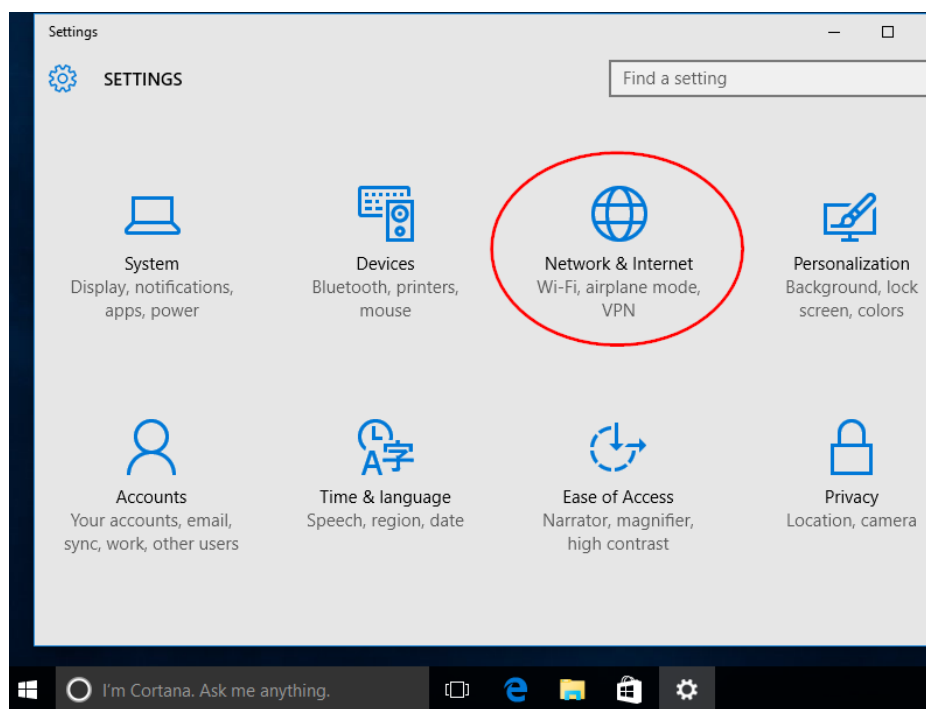 Settings
SETTINGS
Find a setting
System
Display, notifications,
apps, power
Devices
Bluetooth, printers,
mouse
Network & Internet
Wi-Fi, airplane mode,
VPN
Personalization
Background, lock
screen, colors
Accounts
Your accounts, email,
sync, work, other users
A字
Time & language
Speech, region, date
Ease of Access
Narrator, magnifier,
high contrast
Privacy
Location, camera
I'm Cortana. Ask me anything.